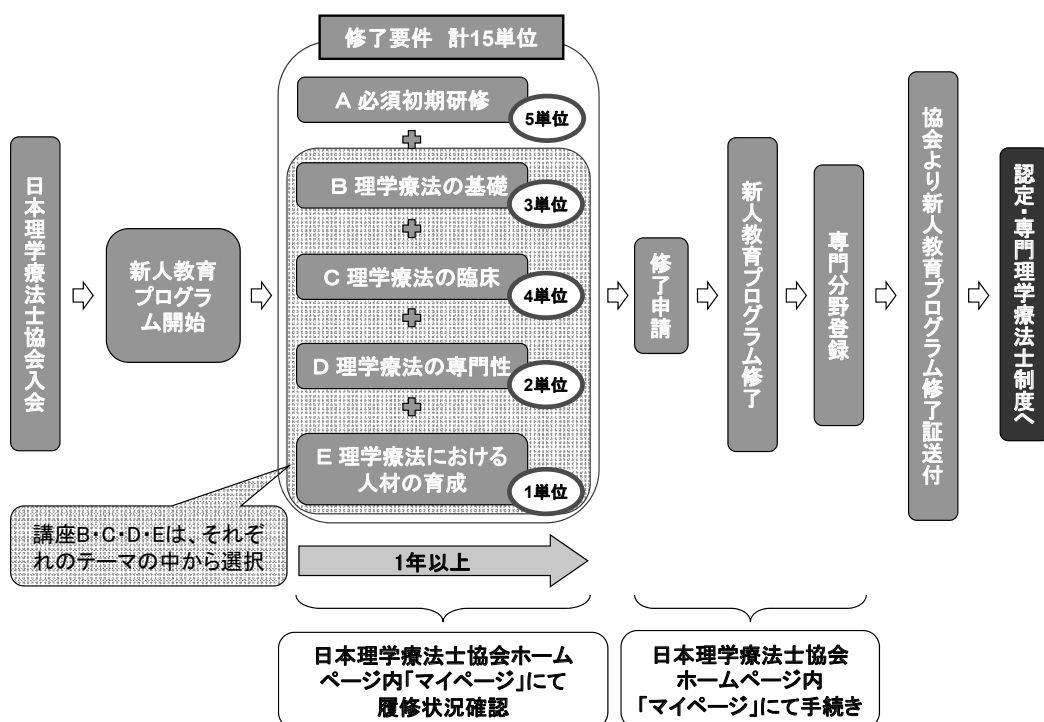 日本理学療法士協会入会
新人教育
プログラ
ム開始
修了要件 計15単位
A 必須初期研修
5単位
B 理学療法の基礎
3単位
C 理学療法の臨床
4単位
D 理学療法の専門性
2単位
E 理学療法における
人材の育成
1単位
講座B・C・D・Eは、それぞ
れのテーマの中から選択
1年以上
日本理学療法士協会ホーム
ページ内「マイページ」にて
履修状況確認
修了申請
新人教育プログラム修了
専門分野登録
日本理学療法士協会
ホームページ内
「マイページ」にて手続き
協会より新人教育プログラム修了証送付
認定・専門理学療法士制度へ